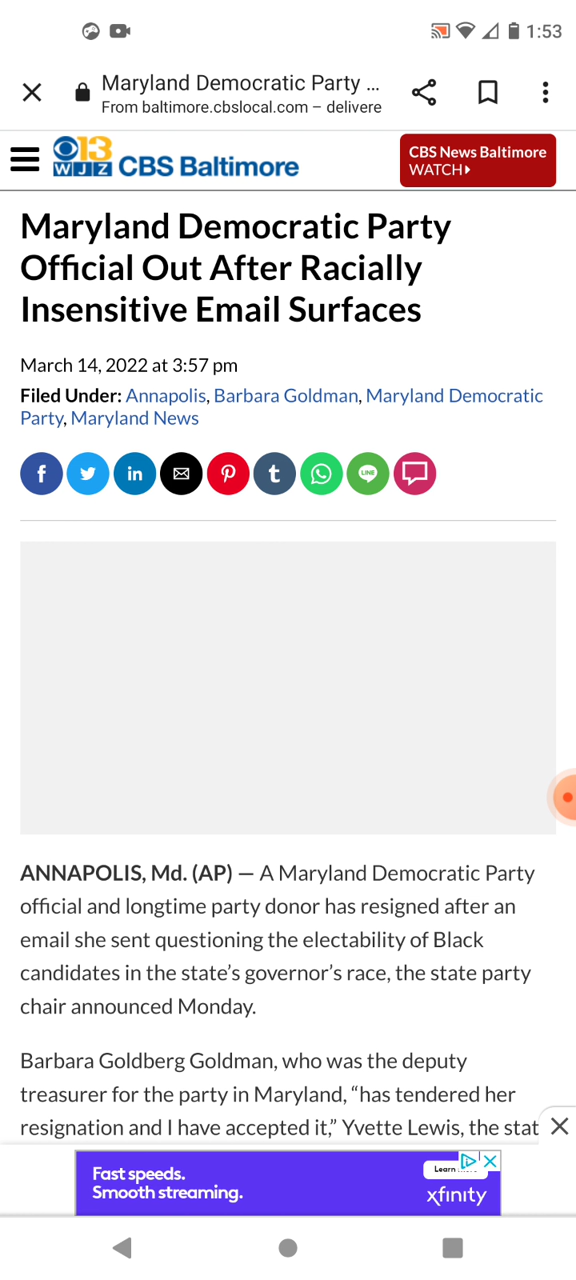 1:53
Maryland Democratic Party ...
From baltimore.cbslocal.com – delivere
13
WJZ CBS Baltimore
CBS News Baltimore
WATCH
Maryland Democratic Party
Official Out After Racially
Insensitive Email Surfaces
March 14, 2022 at 3:57 pm
Filed Under: Annapolis, Barbara Goldman, Maryland Democratic
Party, Maryland News
f in t LINE
ANNAPOLIS, Md. (AP) — A Maryland Democratic Party
official and longtime party donor has resigned after an
email she sent questioning the electability of Black
candidates in the state’s governor’s race, the state party
chair announced Monday.
Barbara Goldberg Goldman, who was the deputy
treasurer for the party in Maryland, “has tendered her
resignation and I have accepted it,” Yvette Lewis, the stat
Fast speeds.
Smooth streaming.
Learn
xfinity